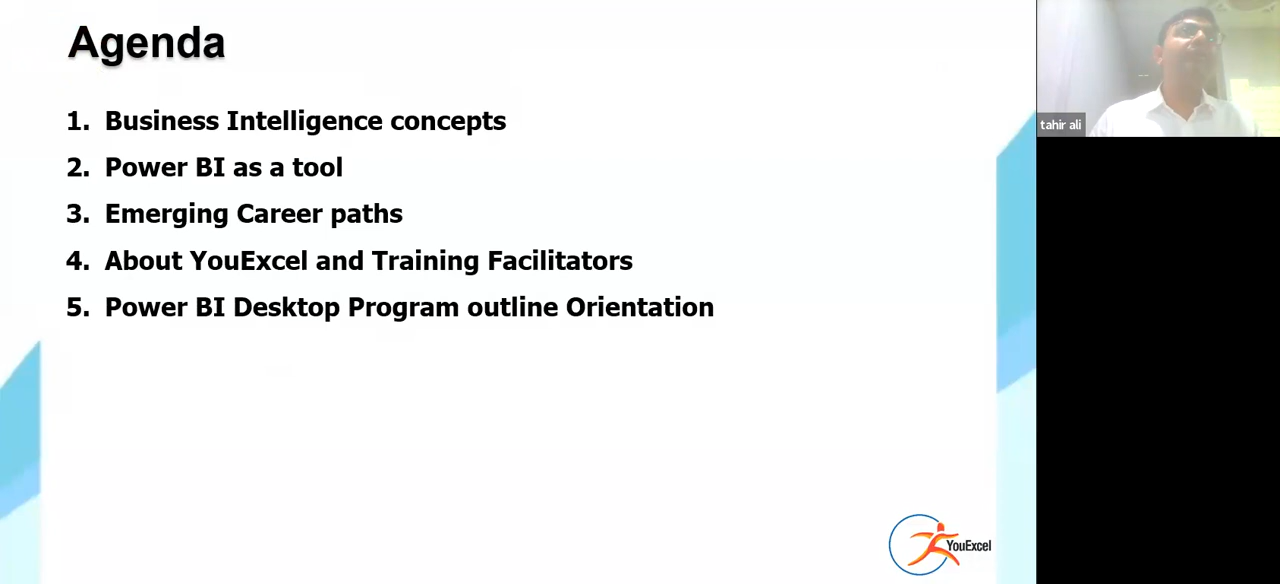 Agenda
1. Business Intelligence concepts
2. Power BI as a tool
3. Emerging Career paths
4. About YouExcel and Training Facilitators
5. Power BI Desktop Program outline Orientation
YouExcel
tahir ali